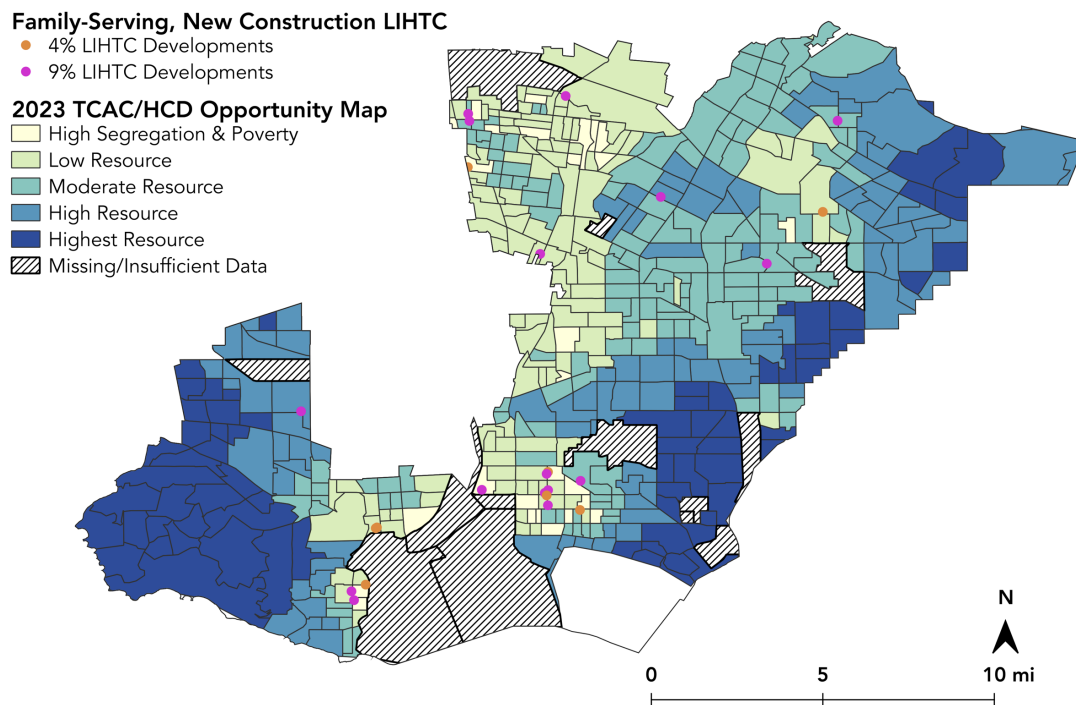 Family-Serving, New Construction LIHTC
4% LIHTC Developments
9% LIHTC Developments
2023 TCAC/HCD Opportunity Map
High Segregation & Poverty
Low Resource
Moderate Resource
High Resource
Highest Resource
Missing/Insufficient Data
N
0 5 10 mi